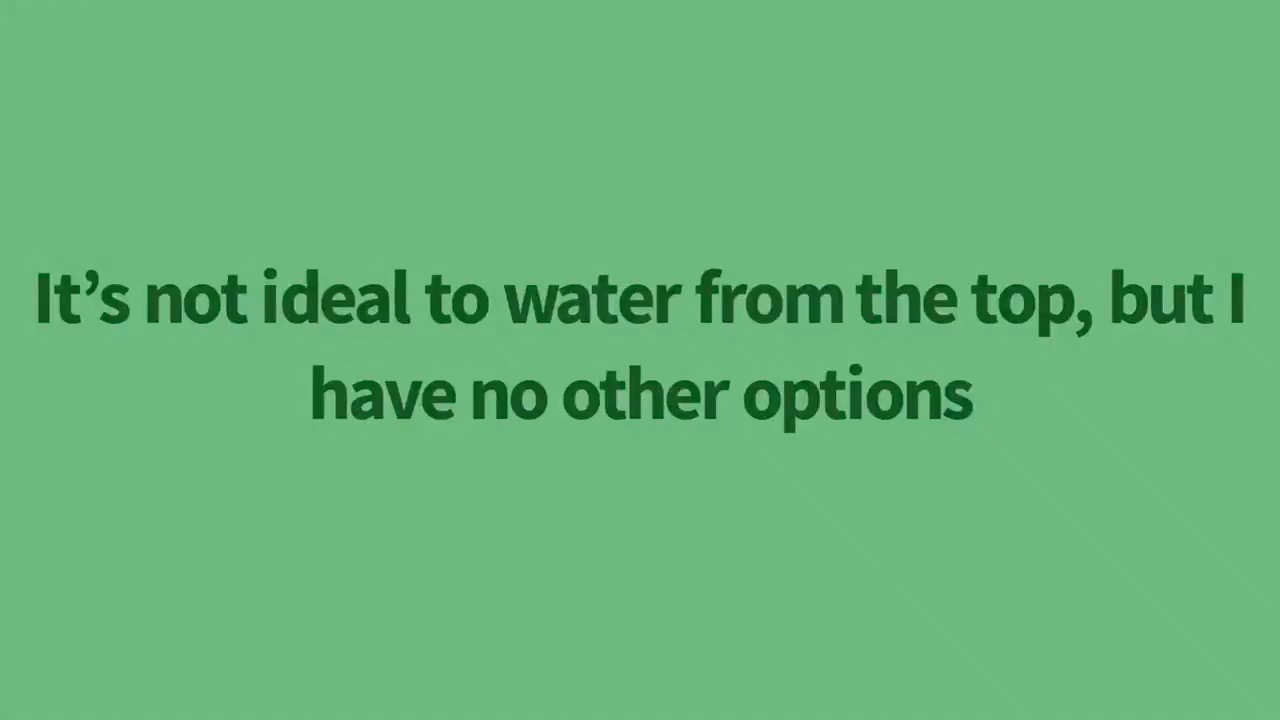 It’s not ideal to water from the top, but I
have no other options